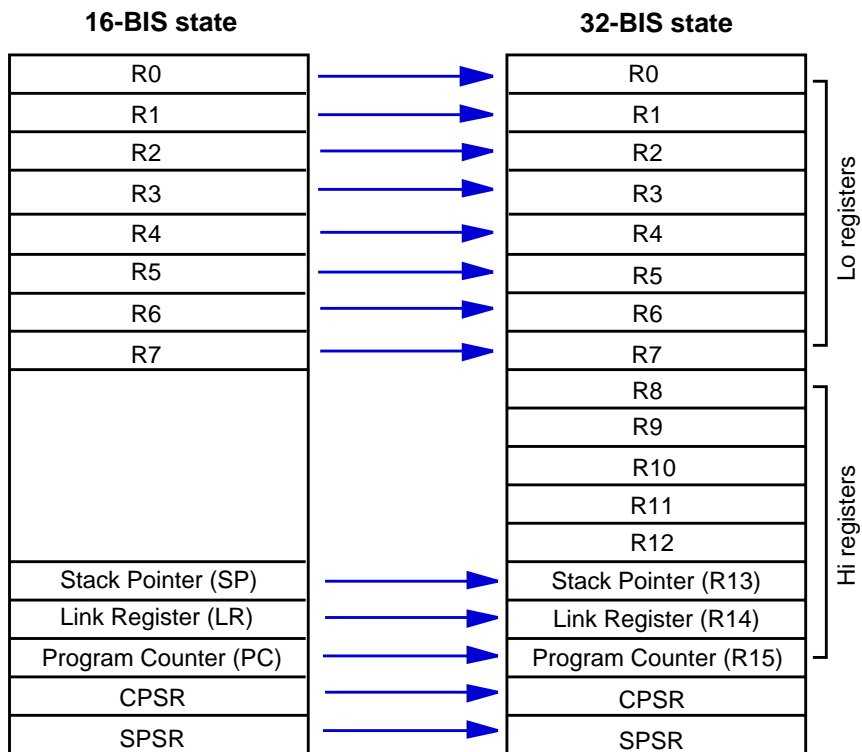 16-BIS state
32-BIS state
R0
R0
R1
R1
R2
R2
R3
R3
R4
R4
R5
R5
R6
R6
R7
R7
Lo registers
R8
R9
R10
R11
R12
Stack Pointer (SP)
Stack Pointer (R13)
Link Register (LR)
Link Register (R14)
Program Counter (PC)
Program Counter (R15)
Hi registers
CPSR
CPSR
SPSR
SPSR